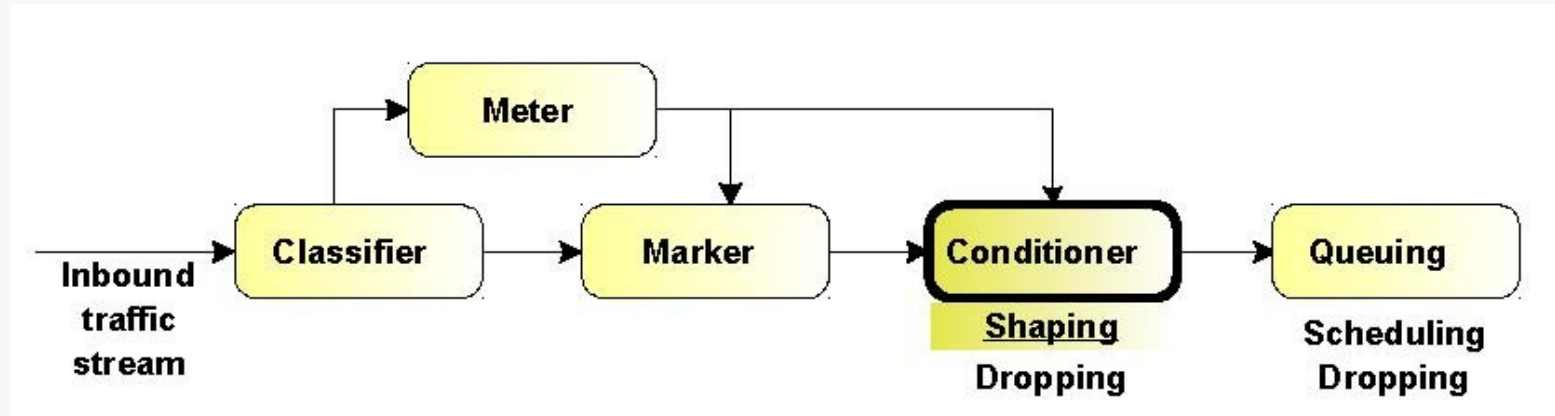 Meter
Classifier
Marker
Conditioner
Queuing
Inbound
traffic
stream
Shaping
Dropping
Scheduling
Dropping